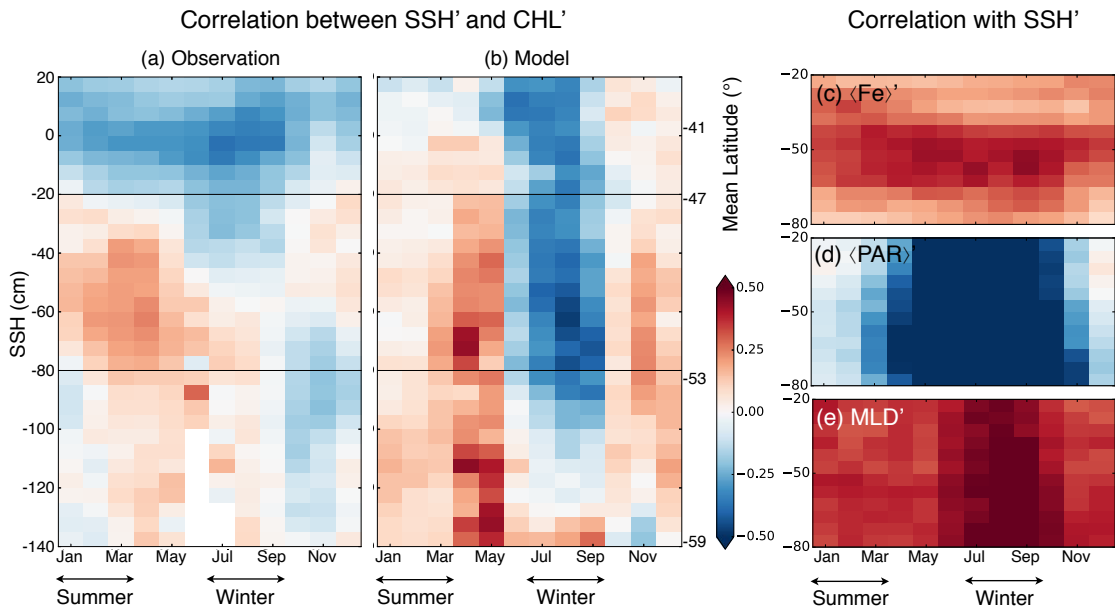 Correlation between SSH' and CHL'
Correlation with SSH'
(a) Observation
(b) Model
SSH (cm)
20
0
−20
−40
−60
−80
-100
-120
-140
Jan Mar May Jul Sep Nov
Summer Winter
Jan Mar May Jul Sep Nov
Summer Winter
-41
-47
-53
-59
Mean Latitude (°)
0.50
0.25
0.00
−0.25
−0.50
(c) ⟨Fe⟩'
−20
−50
−80
(d) ⟨PAR⟩'
−20
−50
−80
(e) MLD'
−20
−50
−80
Jan Mar May Jul Sep Nov
Summer Winter